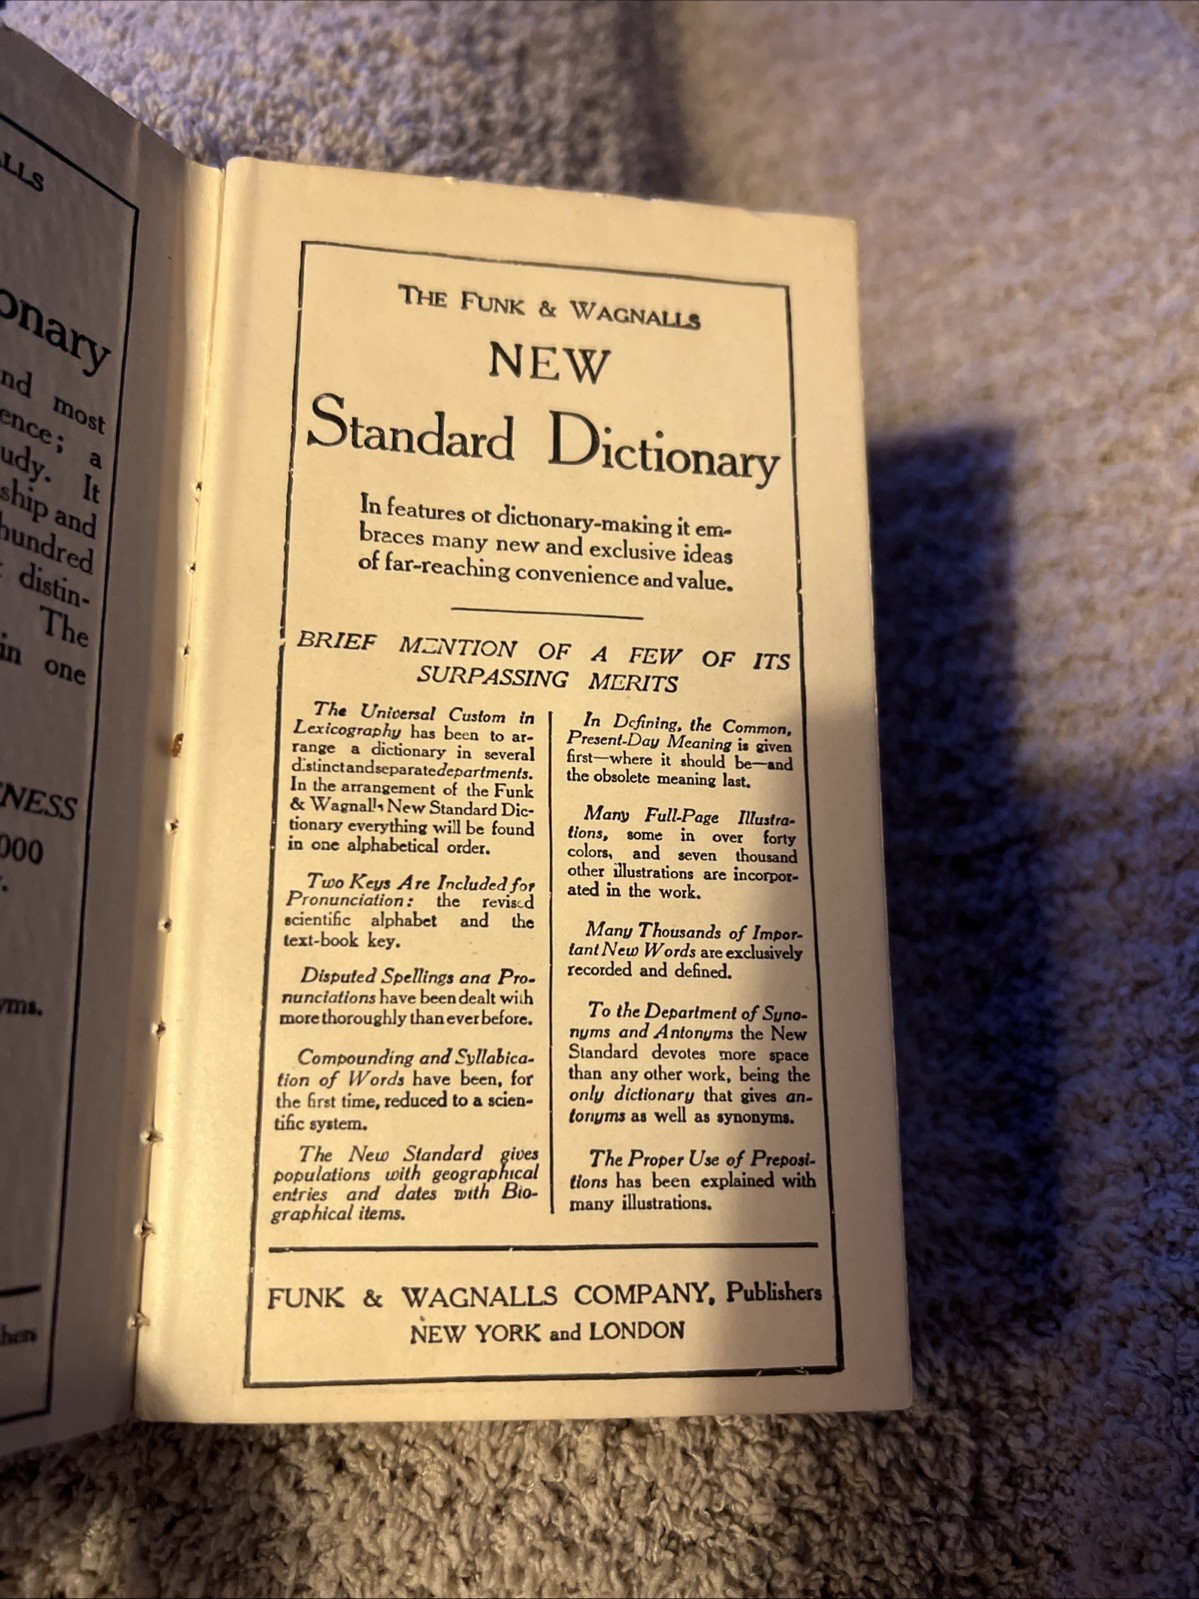 ALLS
onary
nd most
ence; a
udy. It
ship and
hundred
distin-
The
in one
NESS
000
yms.
hen
THE FUNK & WAGNALLS
NEW
Standard Dictionary
In features of dictionary-making it em-
braces many new and exclusive ideas
of far-reaching convenience and value.
BRIEF MENTION OF A FEW OF ITS
SURPASSING MERITS
The Universal Custom in
Lexicography has been to ar-
range a dictionary in several
distinctandseparatedepartments.
In the arrangement of the Funk
& Wagnalls New Standard Dic-
tionary everything will be found
in one alphabetical order.
Two Keys Are Included for
Pronunciation: the revised
scientific alphabet and the
text-book key.
Disputed Spellings and Pro-
nunciations have been dealt with
more thoroughly than ever before.
Compounding and Syllabica-
tion of Words have been, for
the first time, reduced to a scien-
tific system.
The New Standard gives
populations with geographical
entries and dates with Bio-
graphical items.
In Defining, the Common,
Present-Day Meaning is given
first—where it should be—and
the obsolete meaning last.
Many Full-Page Illustra-
tions, some in over forty
colors, and seven thousand
other illustrations are incorpor-
ated in the work.
Many Thousands of Impor-
tant New Words are exclusively
recorded and defined.
To the Department of Syno-
nyms and Antonyms the New
Standard devotes more space
than any other work, being the
only dictionary that gives an-
tonyms as well as synonyms.
The Proper Use of Preposi-
tions has been explained with
many illustrations.
FUNK & WAGNALLS COMPANY, Publishers
NEW YORK and LONDON